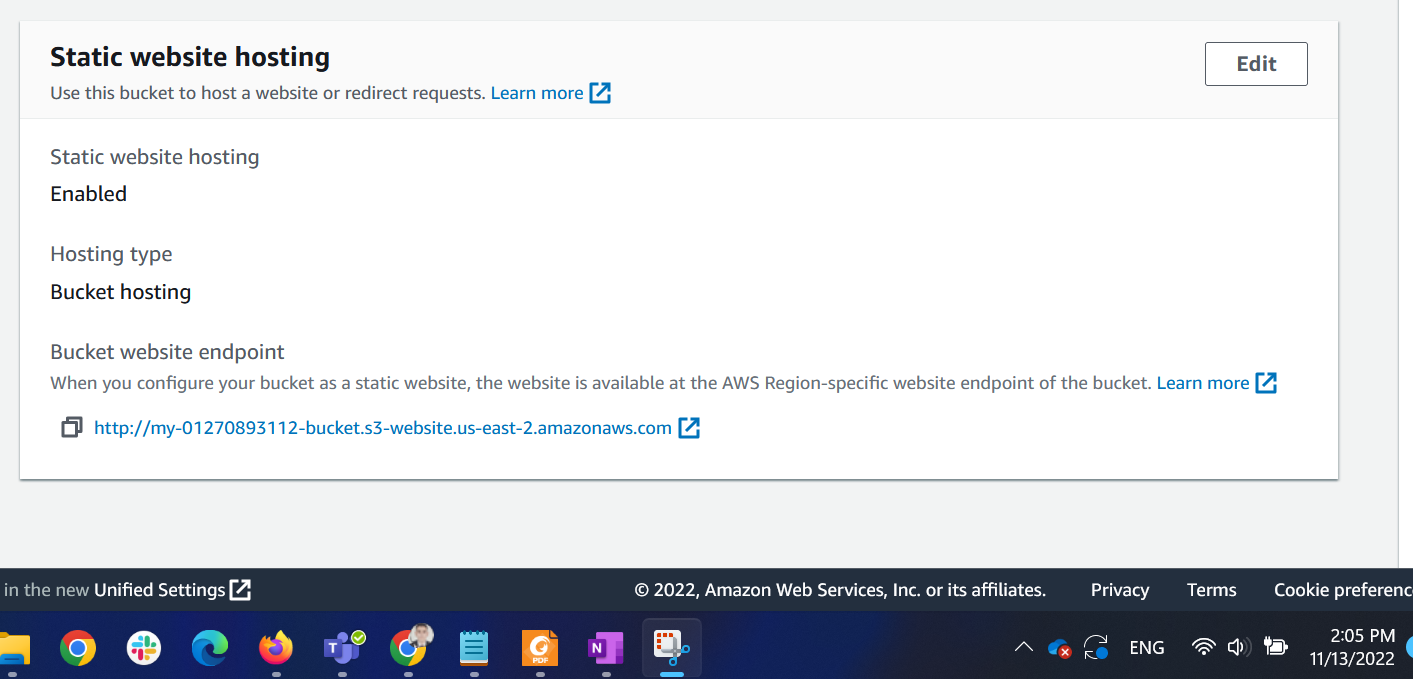 Static website hosting
Edit
Use this bucket to host a website or redirect requests. Learn more
Static website hosting
Enabled
Hosting type
Bucket hosting
Bucket website endpoint
When you configure your bucket as a static website, the website is available at the AWS Region-specific website endpoint of the bucket. Learn more
http://my-01270893112-bucket.s3-website.us-east-2.amazonaws.com
in the new Unified Settings © 2022, Amazon Web Services, Inc. or its affiliates. Privacy Terms Cookie preferenc
T PDF N ENG 2:05 PM
11/13/2022